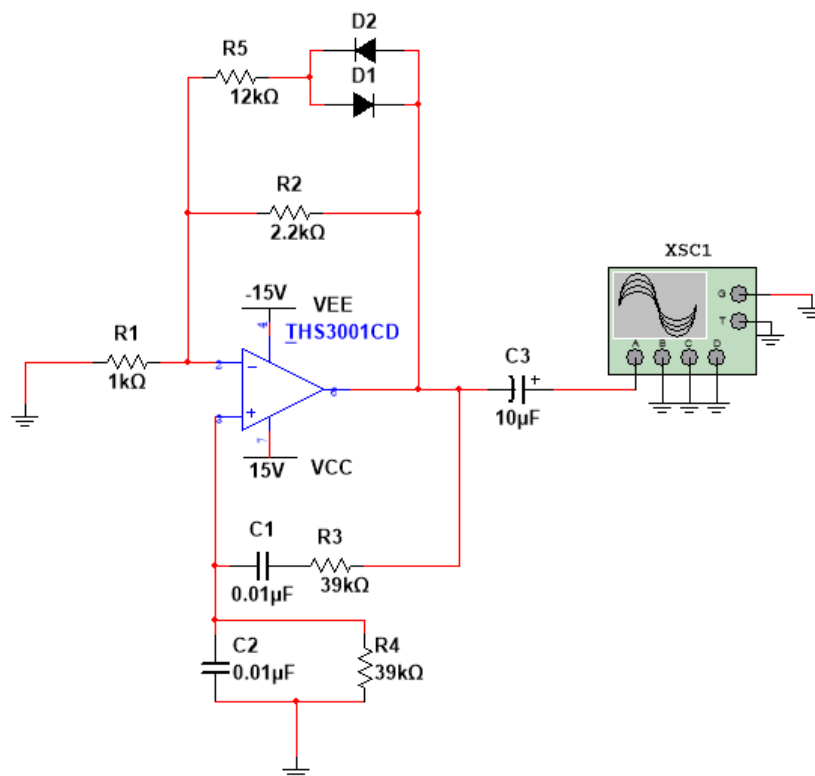 D2
R5
D1
12kΩ
R2
2.2kΩ
XSC1
G
T
A B C D
-15V
VEE
4
THS3001CD
R1
1kΩ
2
3
6
7
C3
+
10µF
15V
VCC
C1
R3
0.01µF
39kΩ
C2
0.01µF
R4
39kΩ